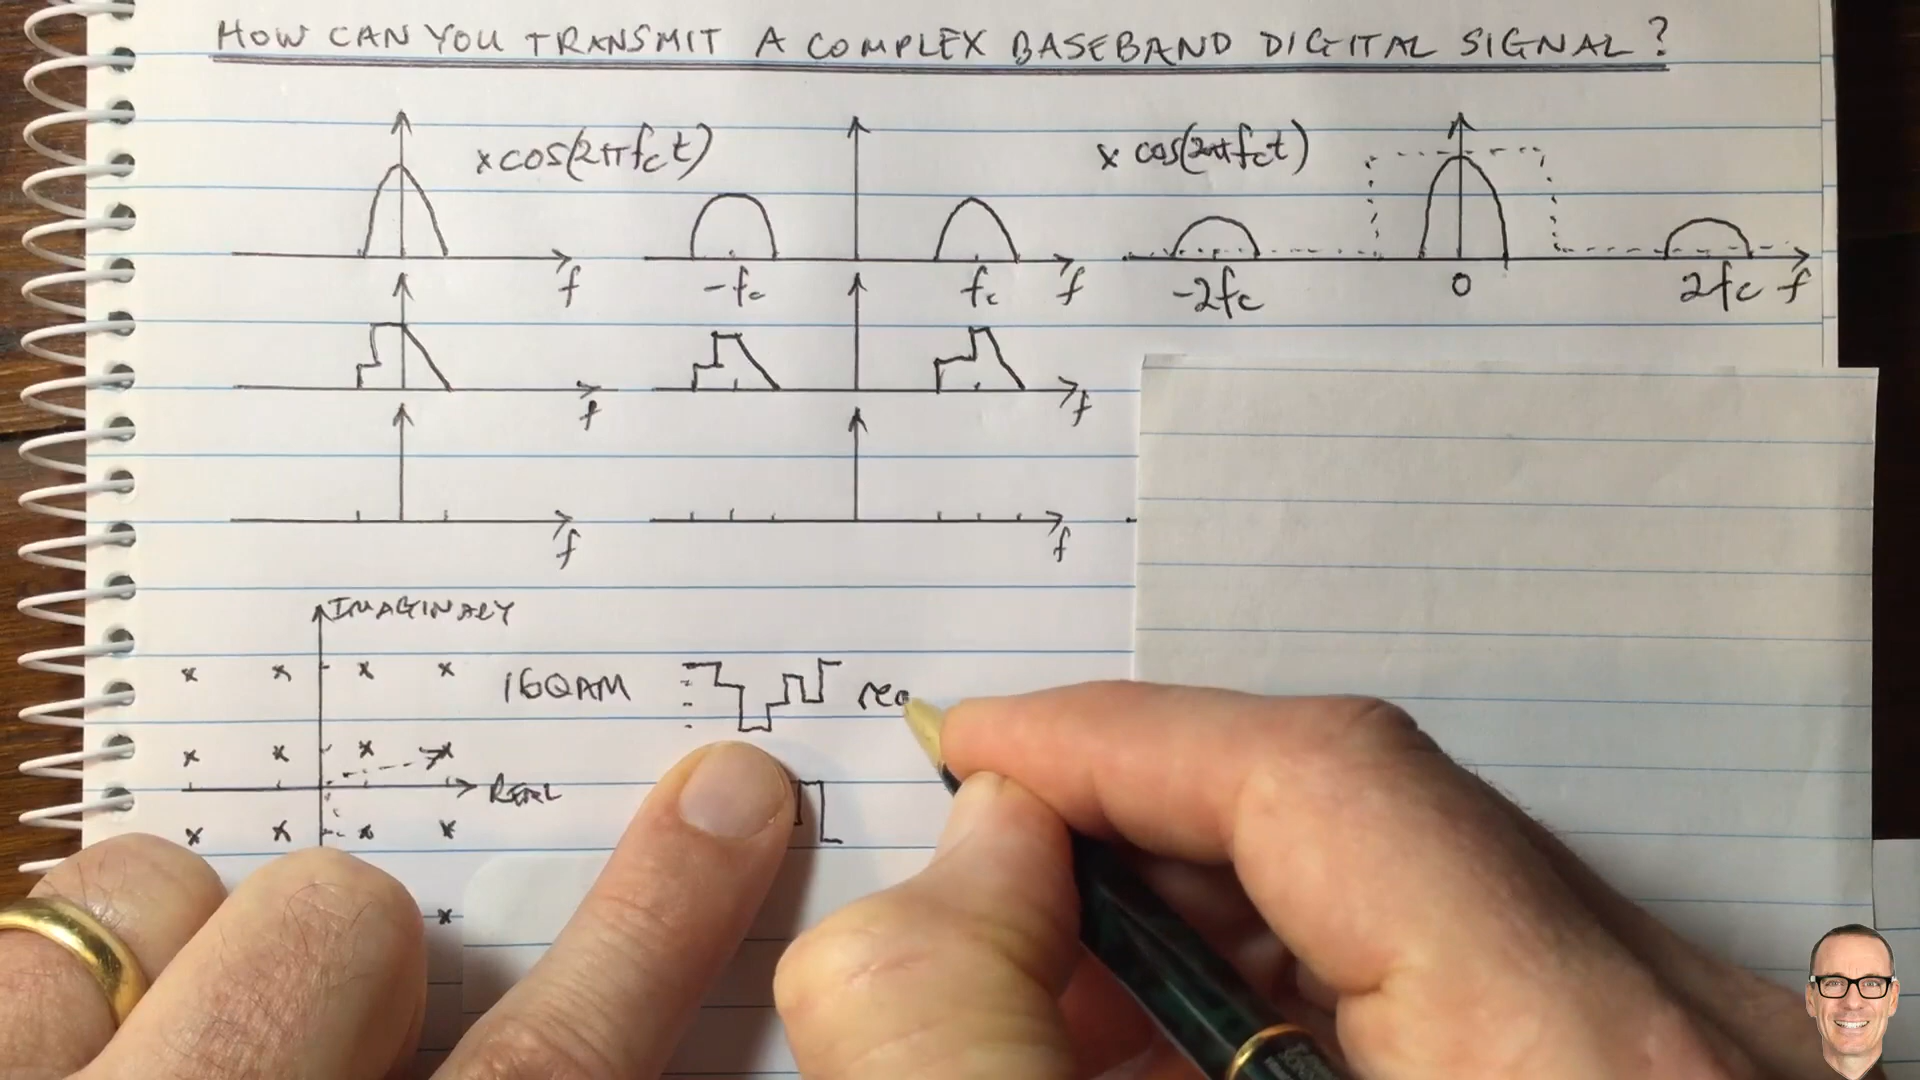 HOW CAN YOU TRANSMIT A COMPLEX BASEBAND DIGITAL SIGNAL?
x cos(2πfct)
x cos(2πfct)
f
-fc
fc
f
-2fc
0
2fc
f
f
f
f
f
IMAGINARY
16QAM
rea
REAL